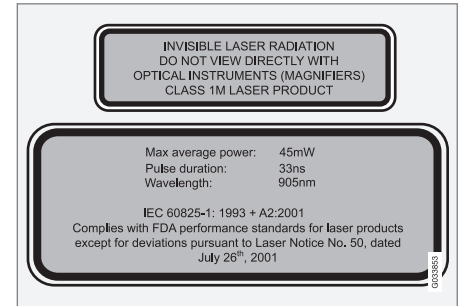 INVISIBLE LASER RADIATION
DO NOT VIEW DIRECTLY WITH
OPTICAL INSTRUMENTS (MAGNIFIERS)
CLASS 1M LASER PRODUCT
Max average power: 45mW
Pulse duration: 33ns
Wavelength: 905nm
IEC 60825-1: 1993 + A2:2001
Complies with FDA performance standards for laser products
except for deviations pursuant to Laser Notice No. 50, dated
July 26th, 2001
G033853